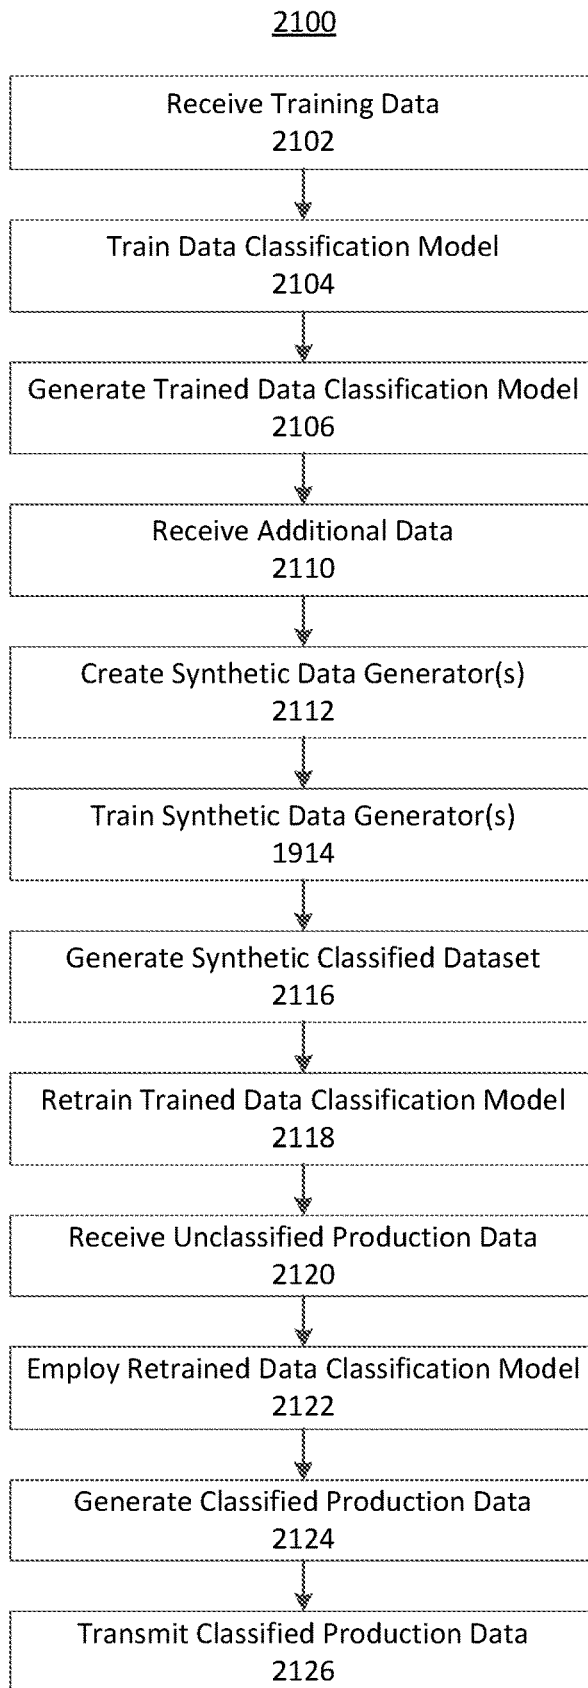 2100
Receive Training Data
2102
Train Data Classification Model
2104
Generate Trained Data Classification Model
2106
Receive Additional Data
2110
Create Synthetic Data Generator(s)
2112
Train Synthetic Data Generator(s)
1914
Generate Synthetic Classified Dataset
2116
Retrain Trained Data Classification Model
2118
Receive Unclassified Production Data
2120
Employ Retrained Data Classification Model
2122
Generate Classified Production Data
2124
Transmit Classified Production Data
2126